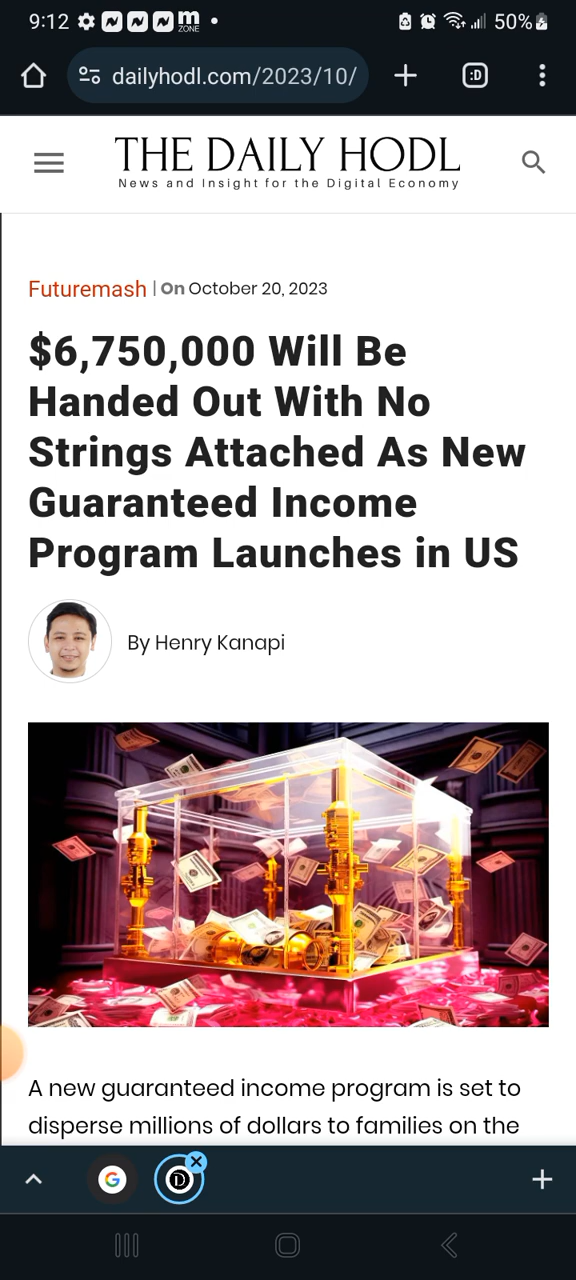 9:12 m ZONE 50%
dailyhodl.com/2023/10/ :D
THE DAILY HODL
News and Insight for the Digital Economy
Futuremash | On October 20, 2023
$6,750,000 Will Be
Handed Out With No
Strings Attached As New
Guaranteed Income
Program Launches in US
By Henry Kanapi
A new guaranteed income program is set to
disperse millions of dollars to families on the
G D